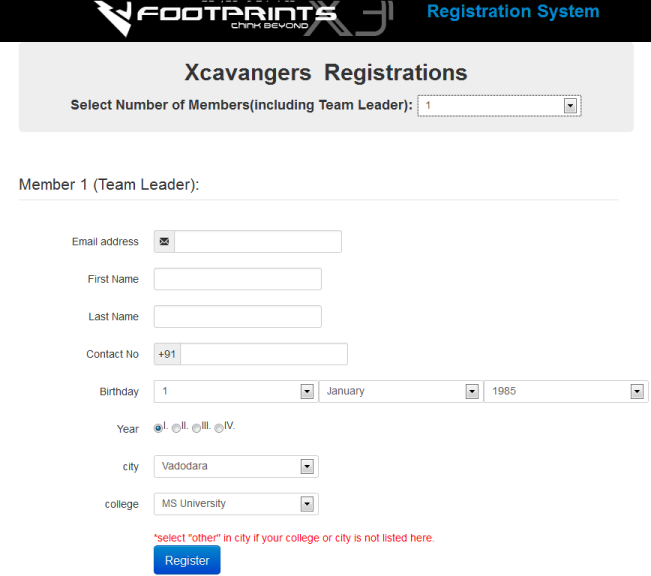 FOOTPRINTS X3
THINK BEYOND
Registration System
Xcavangers Registrations
Select Number of Members(including Team Leader): 1
Member 1 (Team Leader):
Email address
First Name
Last Name
Contact No +91
Birthday 1 January 1985
Year I. II. III. IV.
city Vadodara
college MS University
*select "other" in city if your college or city is not listed here.
Register